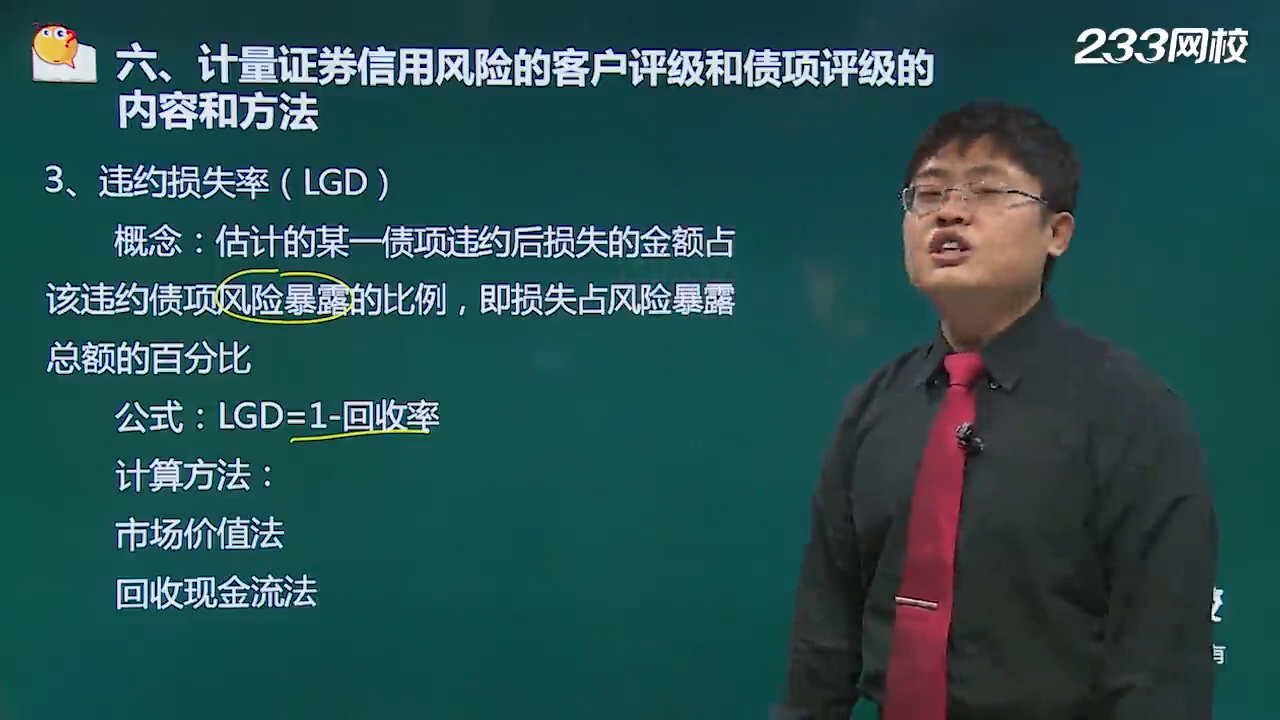 233网校
六、计量证券信用风险的客户评级和债项评级的
内容和方法
3、违约损失率（LGD）
概念：估计的某一债项违约后损失的金额占
该违约债项风险暴露的比例，即损失占风险暴露
总额的百分比
公式：LGD=1-回收率
计算方法：
市场价值法
回收现金流法
有